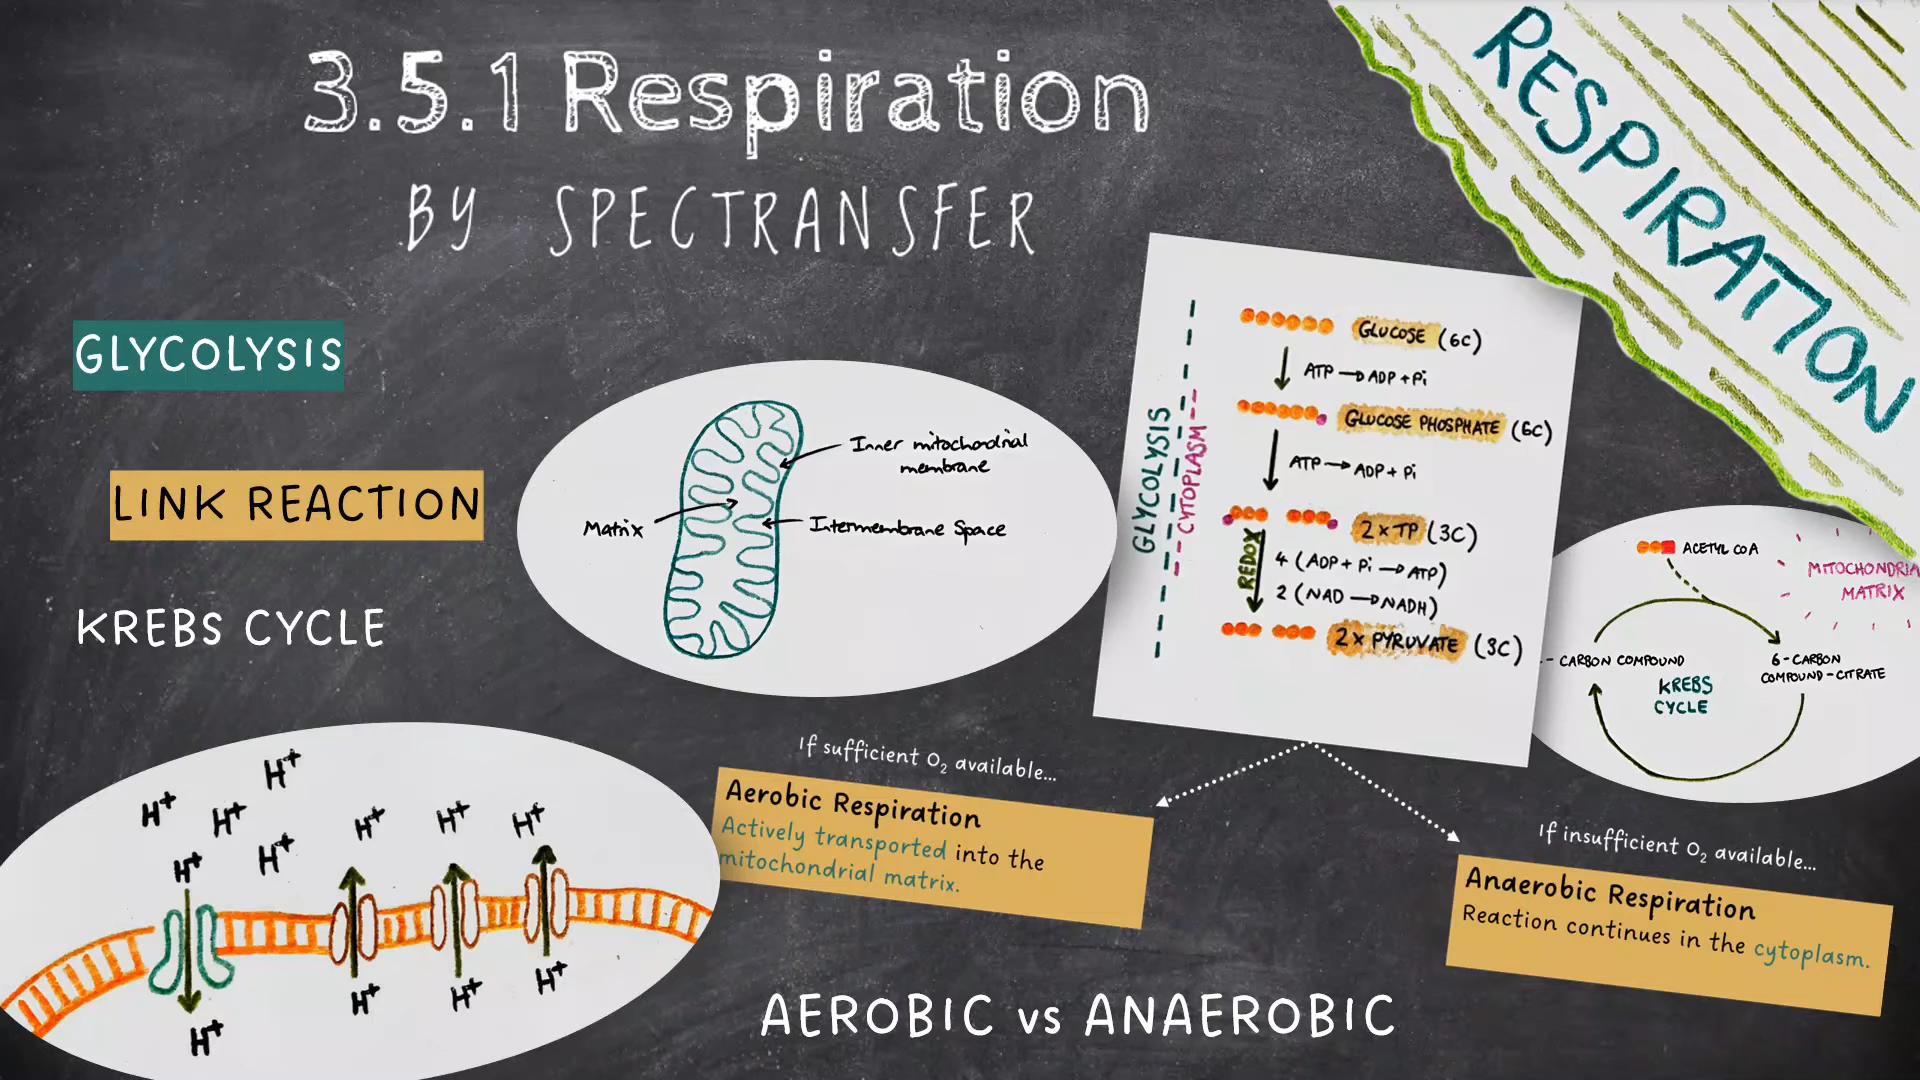 3.5.1 Respiration
BY SPECTRANSFER
RESPIRATION
GLYCOLYSIS
LINK REACTION
KREBS CYCLE
Inner mitochondrial
membrane
Matrix
Intermembrane Space
GLYCOLYSIS
CYTOPLASM
GLUCOSE (6C)
ATP → ADP + Pi
GLUCOSE PHOSPHATE (6C)
ATP → ADP + Pi
2 x TP (3C)
REDOX
4 (ADP + Pi → ATP)
2 (NAD → NADH)
2 x PYRUVATE (3C)
ACETYL COA
MITOCHONDRIA
MATRIX
- CARBON COMPOUND
6-CARBON
COMPOUND-CITRATE
KREBS
CYCLE
If sufficient O₂ available...
Aerobic Respiration
Actively transported into the
mitochondrial matrix.
If insufficient O₂ available...
Anaerobic Respiration
Reaction continues in the cytoplasm.
H+
H+
H+
H+
H+
H+
H+
H+
H+
H+
H+
H+
AEROBIC vs ANAEROBIC